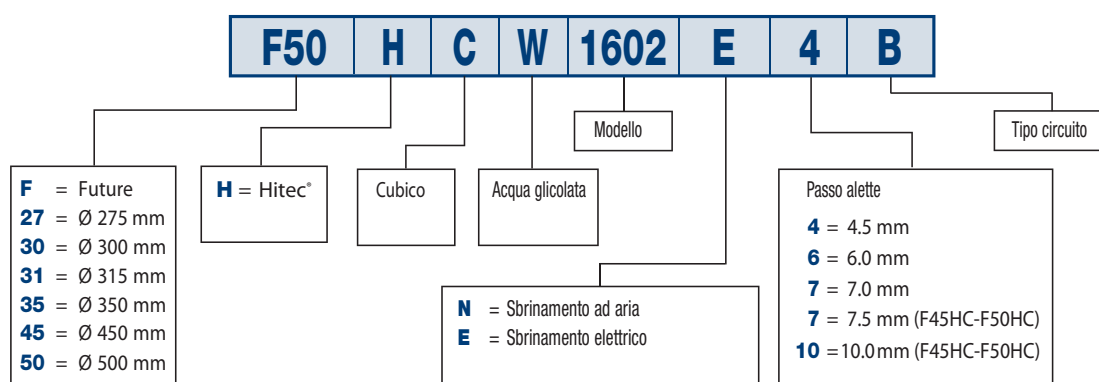 F50 H C W 1602 E 4 B
Modello
Tipo circuito
F = Future
27 = Ø 275 mm
30 = Ø 300 mm
31 = Ø 315 mm
35 = Ø 350 mm
45 = Ø 450 mm
50 = Ø 500 mm
H = Hitec®
Cubico
Acqua glicolata
N = Sbrinamento ad aria
E = Sbrinamento elettrico
Passo alette
4 = 4.5 mm
6 = 6.0 mm
7 = 7.0 mm
7 = 7.5 mm (F45HC-F50HC)
10 =10.0 mm (F45HC-F50HC)